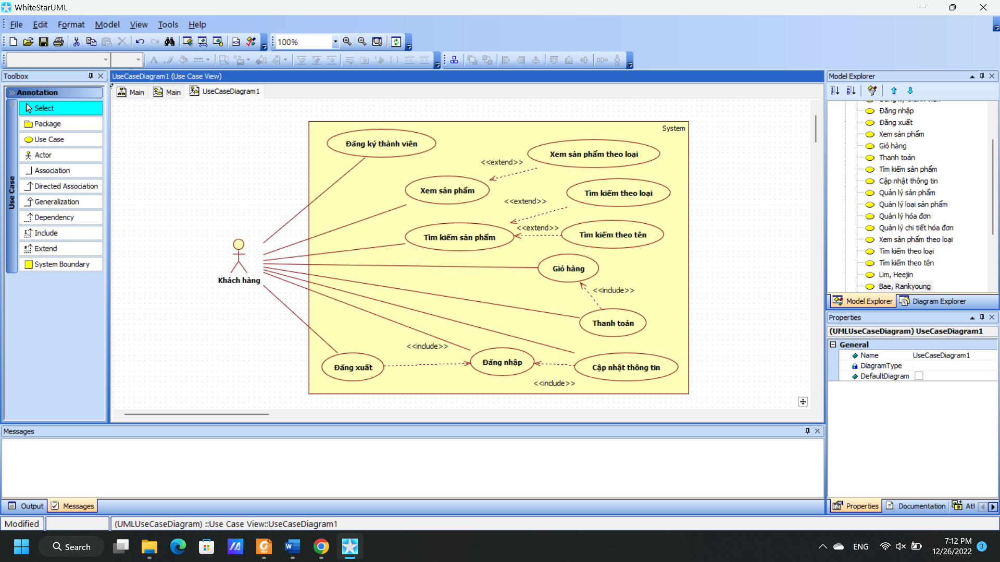 WhiteStarUML
File Edit Format Model View Tools Help
100%
Toolbox
Annotation
Use Case
Select
Package
Use Case
Actor
Association
Directed Association
Generalization
Dependency
Include
Extend
System Boundary
UseCaseDiagram1 (Use Case View)
Main Main UseCaseDiagram1
System
Đăng ký thành viên
Xem sản phẩm theo loại
<<extend>>
Xem sản phẩm
Tìm kiếm theo loại
<<extend>>
<<extend>>
Tìm kiếm sản phẩm
Tìm kiếm theo tên
Khách hàng
Giỏ hàng
<<include>>
Thanh toán
<<include>>
Đăng xuất
Đăng nhập
Cập nhật thông tin
<<include>>
Model Explorer
Đăng nhập
Đăng xuất
Xem sản phẩm
Giỏ hàng
Thanh toán
Tìm kiếm sản phẩm
Cập nhật thông tin
Quản lý sản phẩm
Quản lý loại sản phẩm
Quản lý hóa đơn
Quản lý chi tiết hóa đơn
Xem sản phẩm theo loại
Tìm kiếm theo loại
Tìm kiếm theo tên
Lim, Heejin
Bae, Rankyoung
Model Explorer Diagram Explorer
Properties
(UMLUseCaseDiagram) UseCaseDiagram1
General
Name UseCaseDiagram1
DiagramType
DefaultDiagram
Properties Documentation Att
Messages
Output Messages
Modified
(UMLUseCaseDiagram) ::Use Case View::UseCaseDiagram1
Search
ENG
7:12 PM
12/26/2022
3